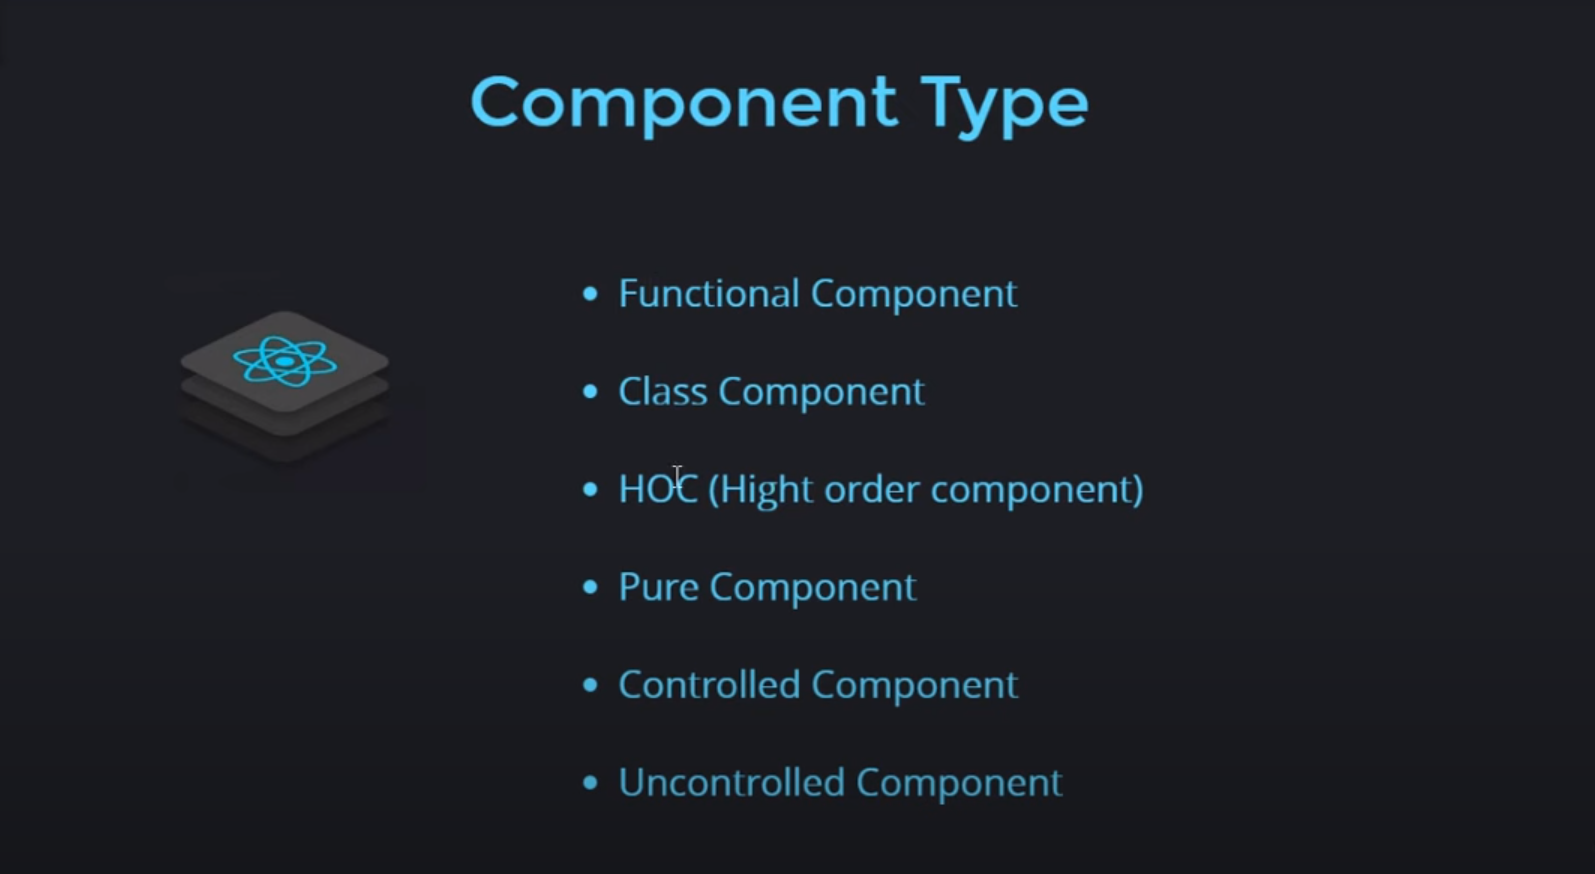 Component Type
• Functional Component
• Class Component
• HOC (Hight order component)
• Pure Component
• Controlled Component
• Uncontrolled Component